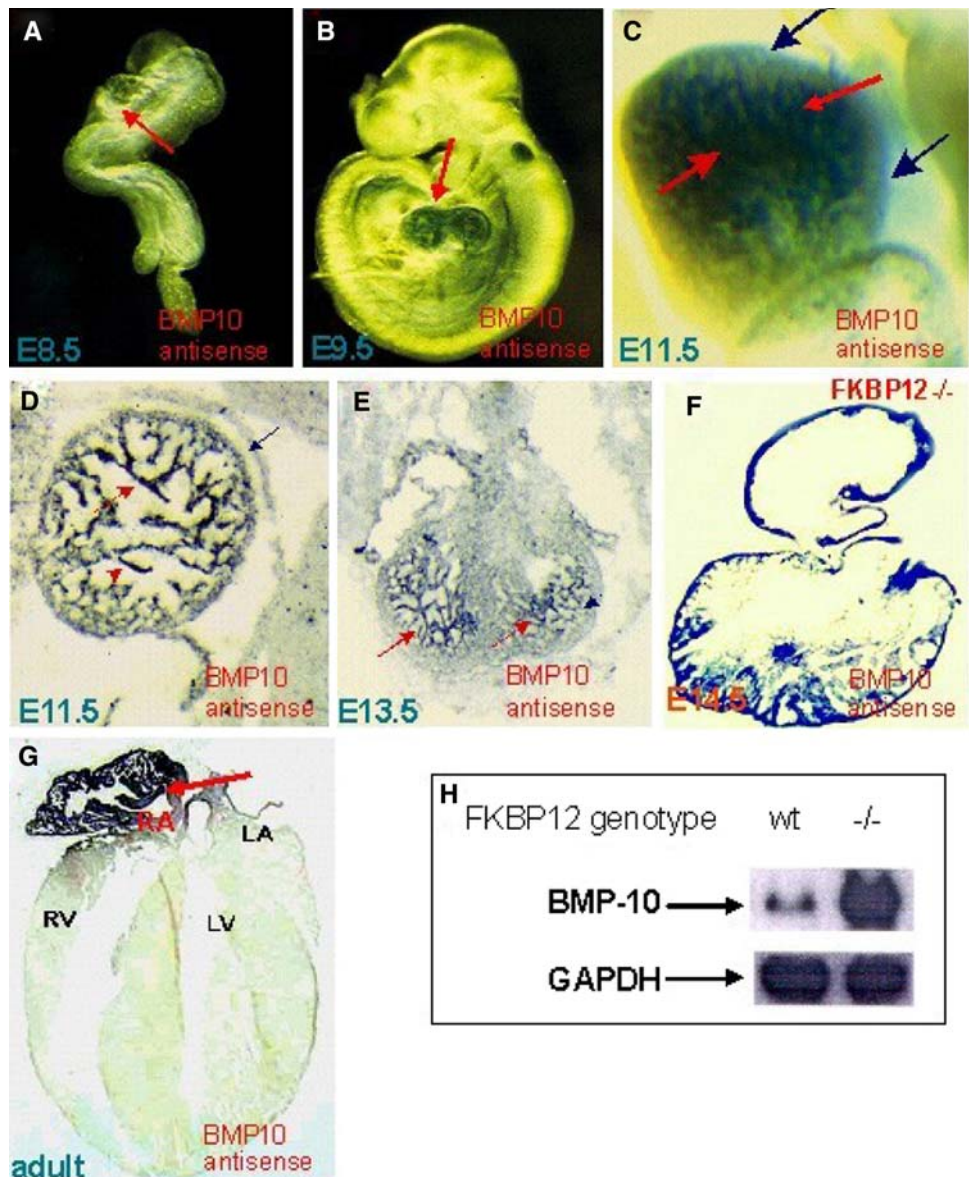 A
E8.5
BMP10
antisense
B
E9.5
BMP10
antisense
C
E11.5
BMP10
antisense
D
E11.5
BMP10
antisense
E
E13.5
BMP10
antisense
F
FKBP12 -/-
E14.5
BMP10
antisense
G
RA
LA
RV
LV
adult
BMP10
antisense
H
FKBP12 genotype wt -/-
BMP-10
GAPDH